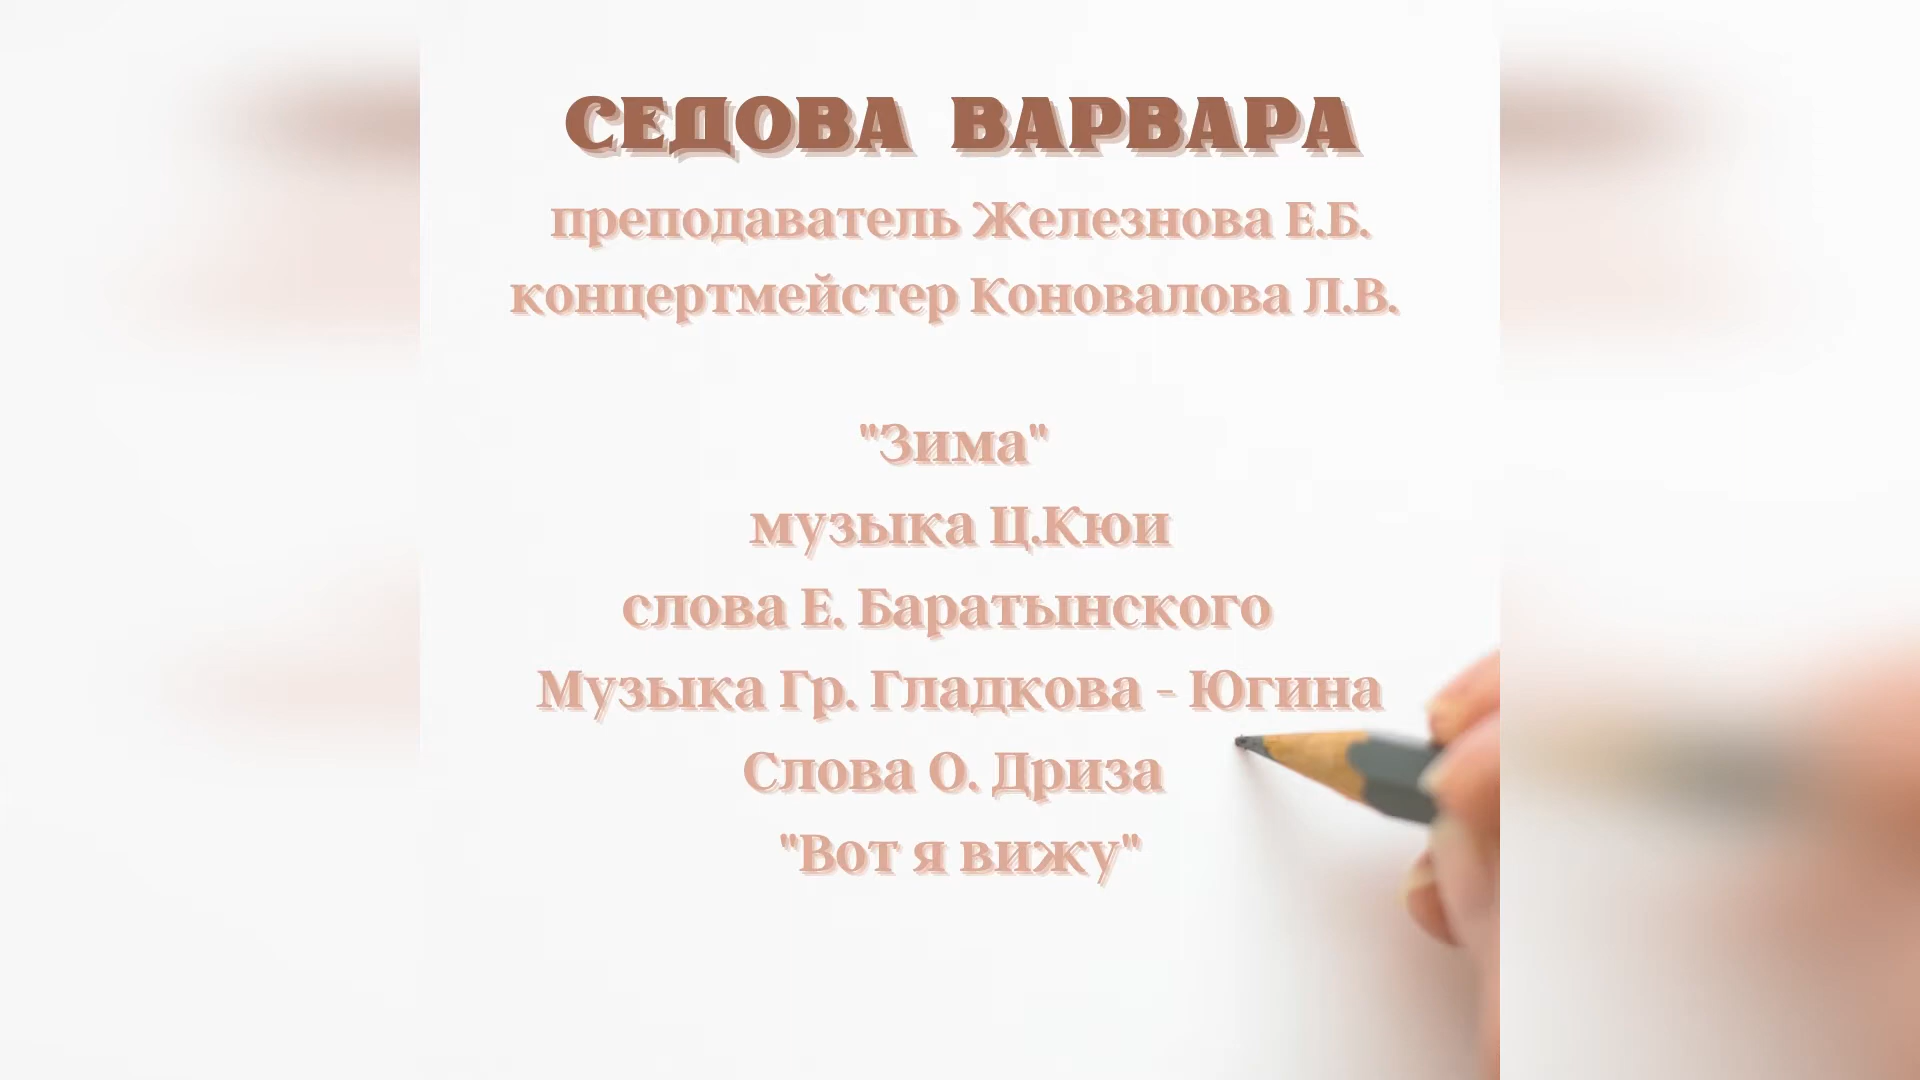 СЕДОВА ВАРВАРА
преподаватель Железнова Е.Б.
концертмейстер Коновалова Л.В.
"Зима"
музыка Ц.Кюи
слова Е. Баратынского
Музыка Гр. Гладкова - Югина
Слова О. Дриза
"Вот я вижу"